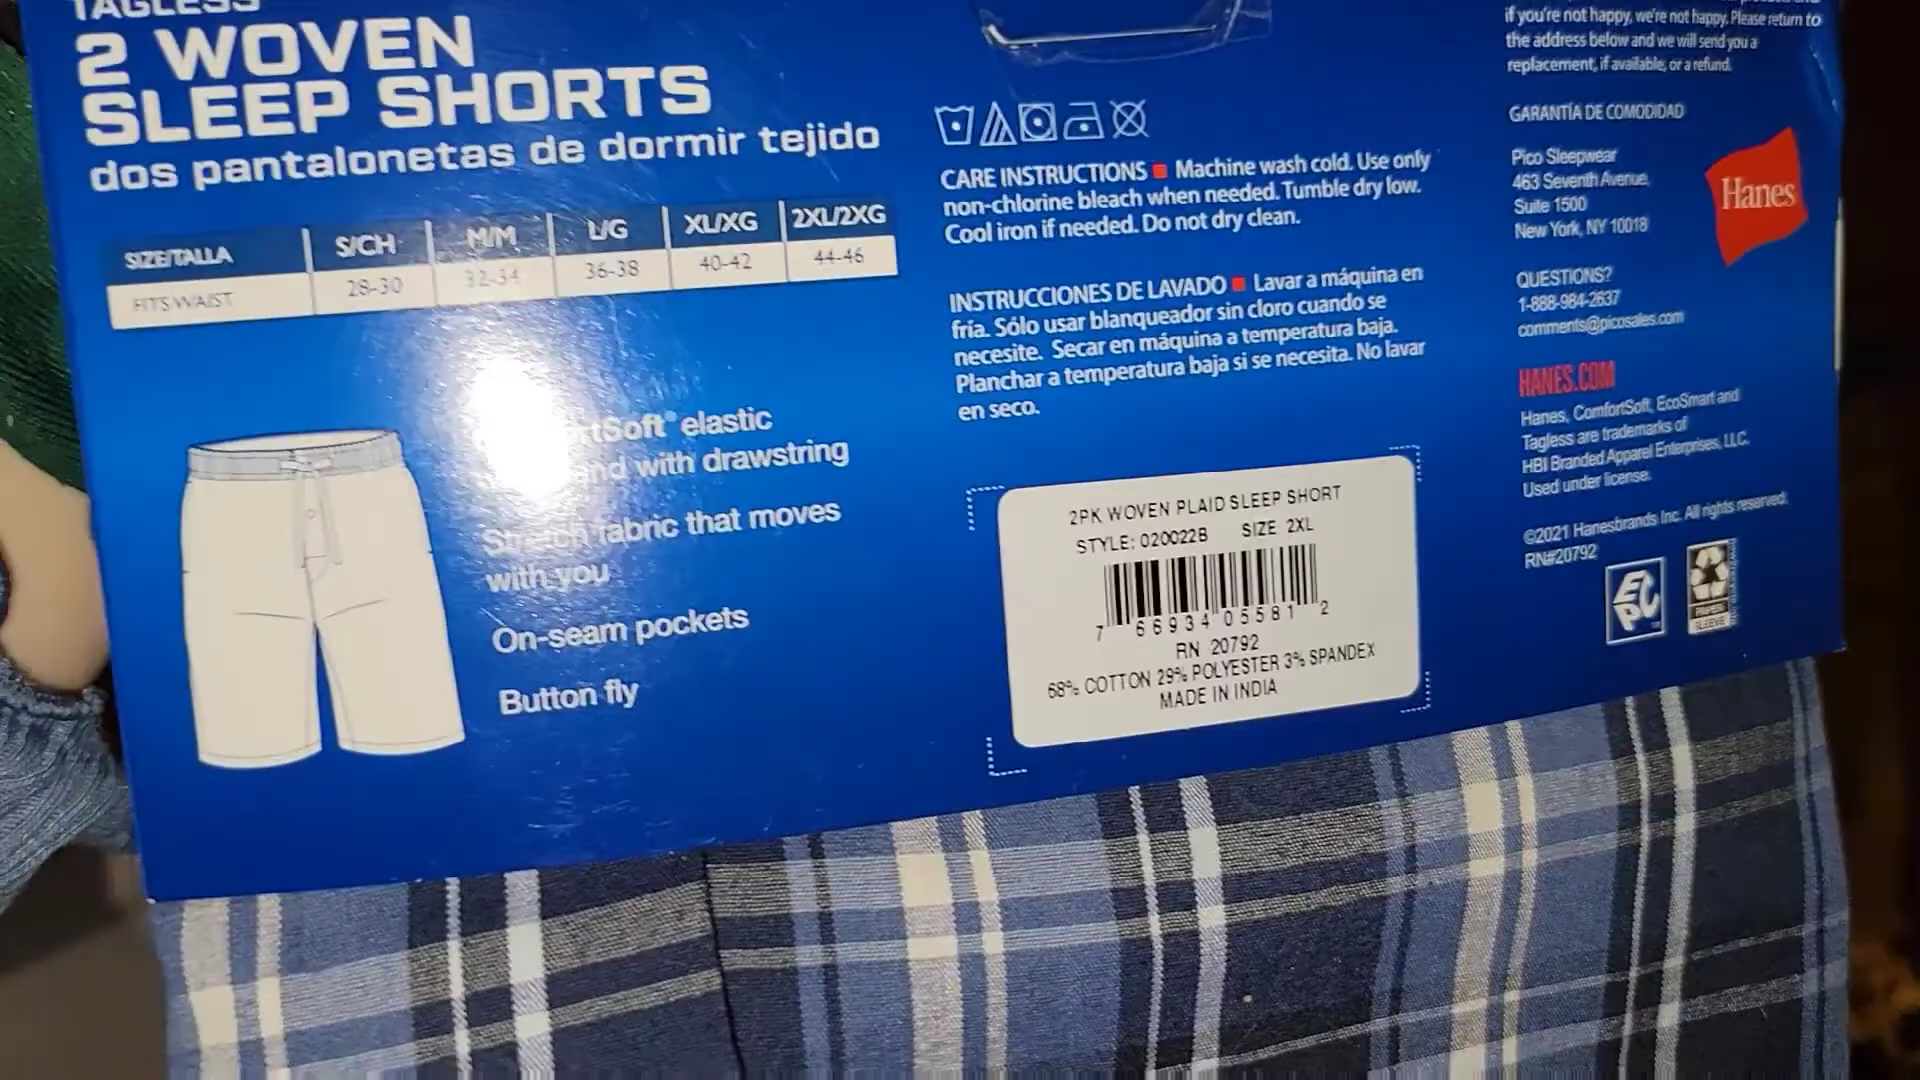 TAGLESS
2 WOVEN
SLEEP SHORTS
dos pantalonetas de dormir tejido
SIZE/TALLA S/CH M/M L/G XL/XG 2XL/2XG
FITS WAIST 28-30 32-34 36-38 40-42 44-46
rtSoft® elastic
and with drawstring
Stretch fabric that moves
with you
On-seam pockets
Button fly
CARE INSTRUCTIONS ■ Machine wash cold. Use only
non-chlorine bleach when needed. Tumble dry low.
Cool iron if needed. Do not dry clean.
INSTRUCCIONES DE LAVADO ■ Lavar a máquina en
fría. Sólo usar blanqueador sin cloro cuando se
necesite. Secar en máquina a temperatura baja.
Planchar a temperatura baja si se necesita. No lavar
en seco.
2PK WOVEN PLAID SLEEP SHORT
STYLE: 020022B SIZE 2XL
7 66934 05581 2
RN 20792
68% COTTON 29% POLYESTER 3% SPANDEX
MADE IN INDIA
if you're not happy, we're not happy. Please return to
the address below and we will send you a
replacement, if available, or a refund.
GARANTÍA DE COMODIDAD
Pico Sleepwear
463 Seventh Avenue,
Suite 1500
New York, NY 10018
Hanes
QUESTIONS?
1-888-984-2637
comments@picosales.com
HANES.COM
Hanes, ComfortSoft, EcoSmart and
Tagless are trademarks of
HBI Branded Apparel Enterprises, LLC.
Used under license.
©2021 Hanesbrands Inc. All rights reserved.
RN#20792
EPC
PAPER
SLEEVE